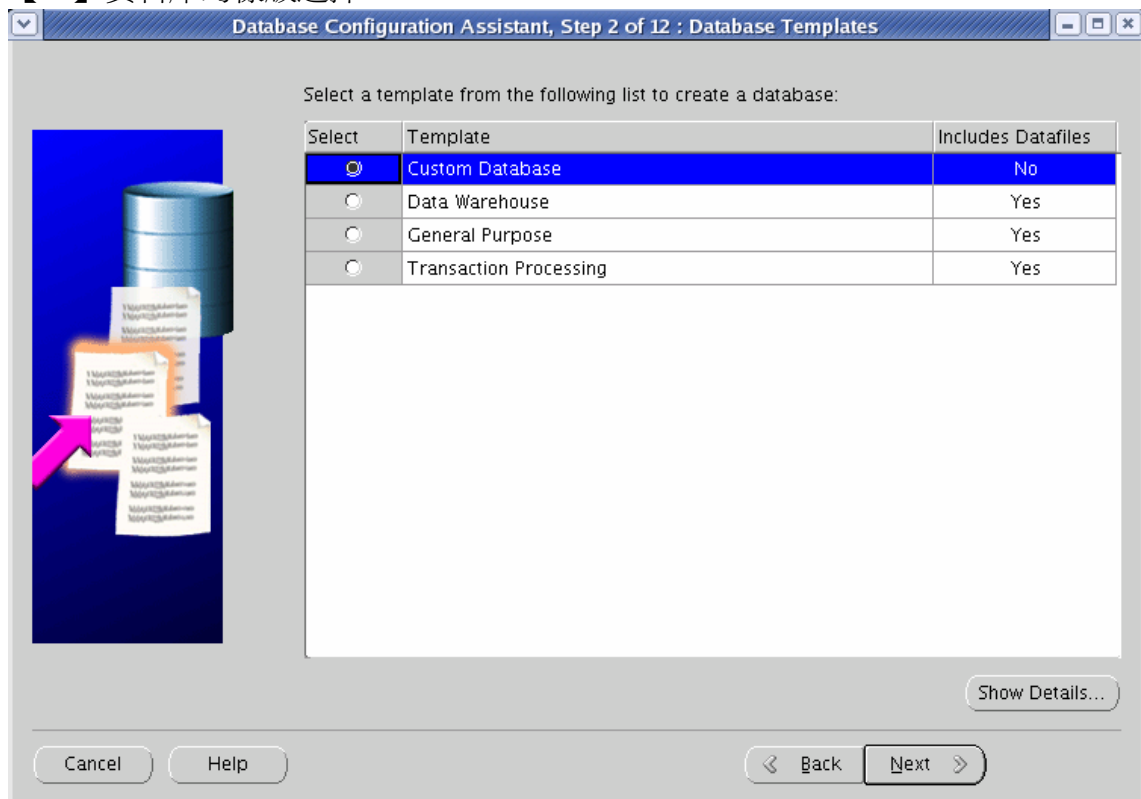 Database Configuration Assistant, Step 2 of 12 : Database Templates
Select a template from the following list to create a database:
Select Template Includes Datafiles
Custom Database No
Data Warehouse Yes
General Purpose Yes
Transaction Processing Yes
Show Details...
Cancel Help Back Next